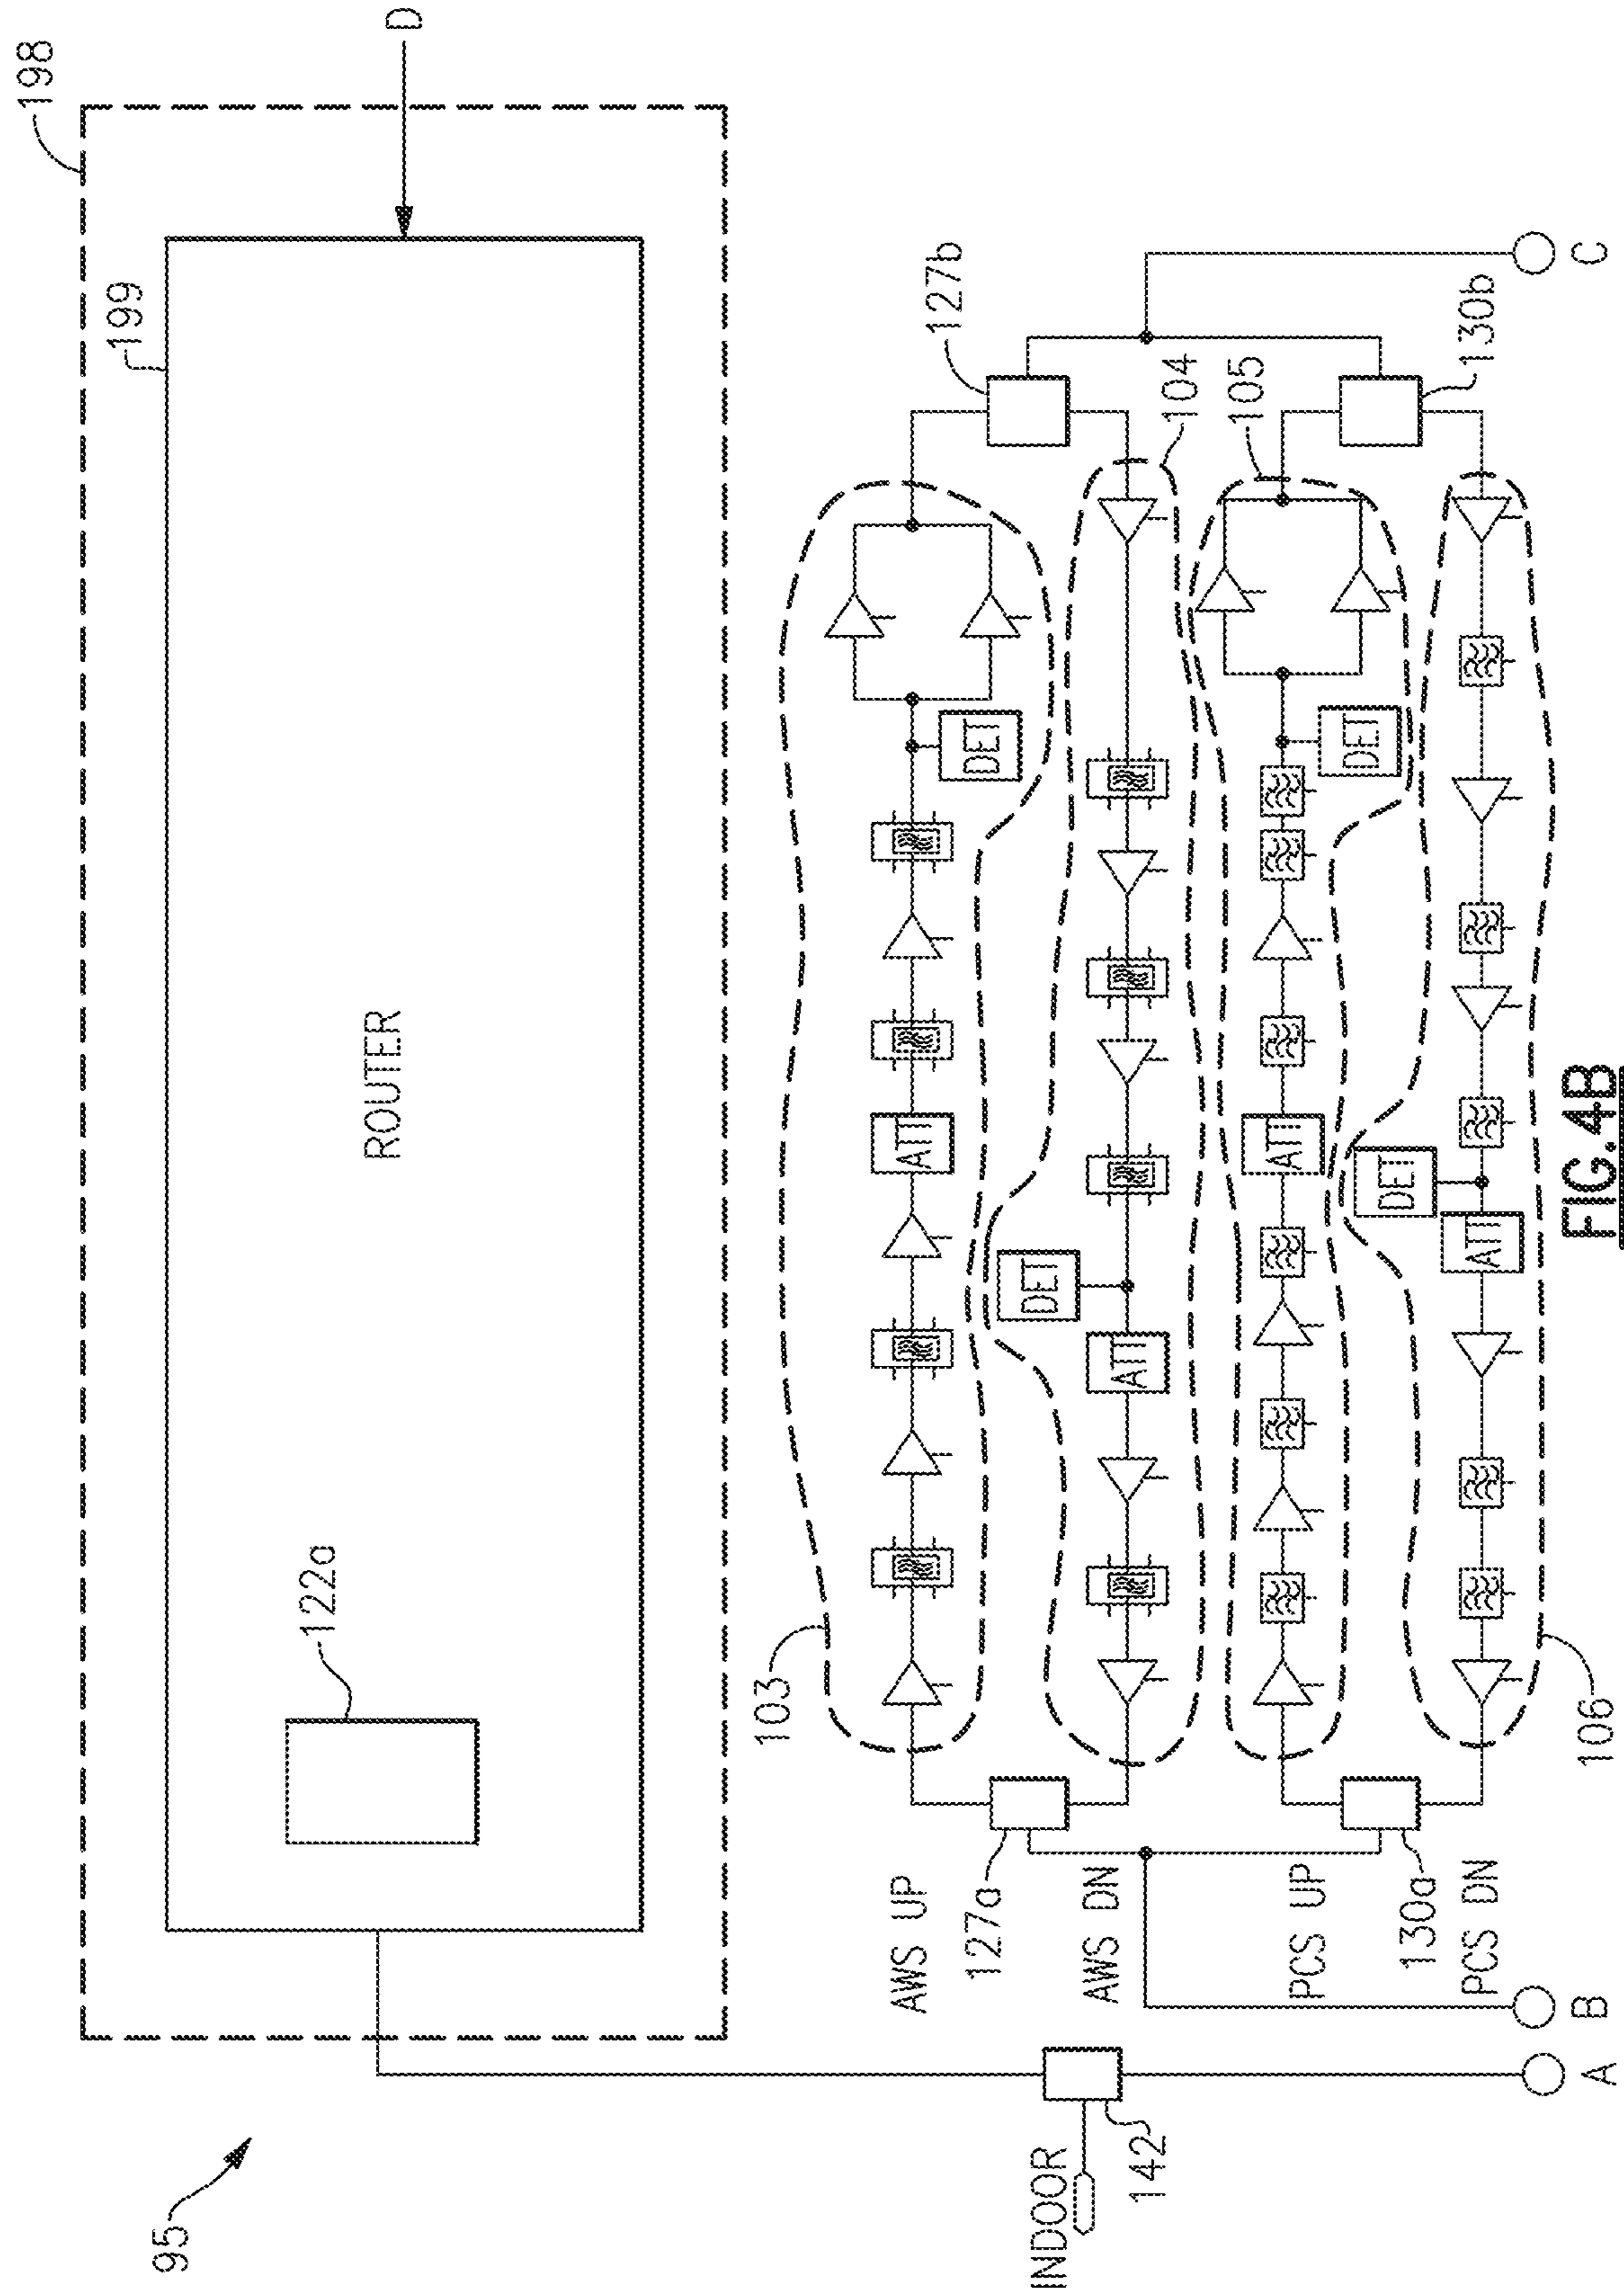 95
198
199
ROUTER
122a
D
INDOOR
142
A
B
C
AWS UP
127a
AWS DN
PCS UP
130a
PCS DN
103
ATT
DET
127b
104
DET
ATT
105
ATT
DET
130b
106
ATT
DET
FIG.4B